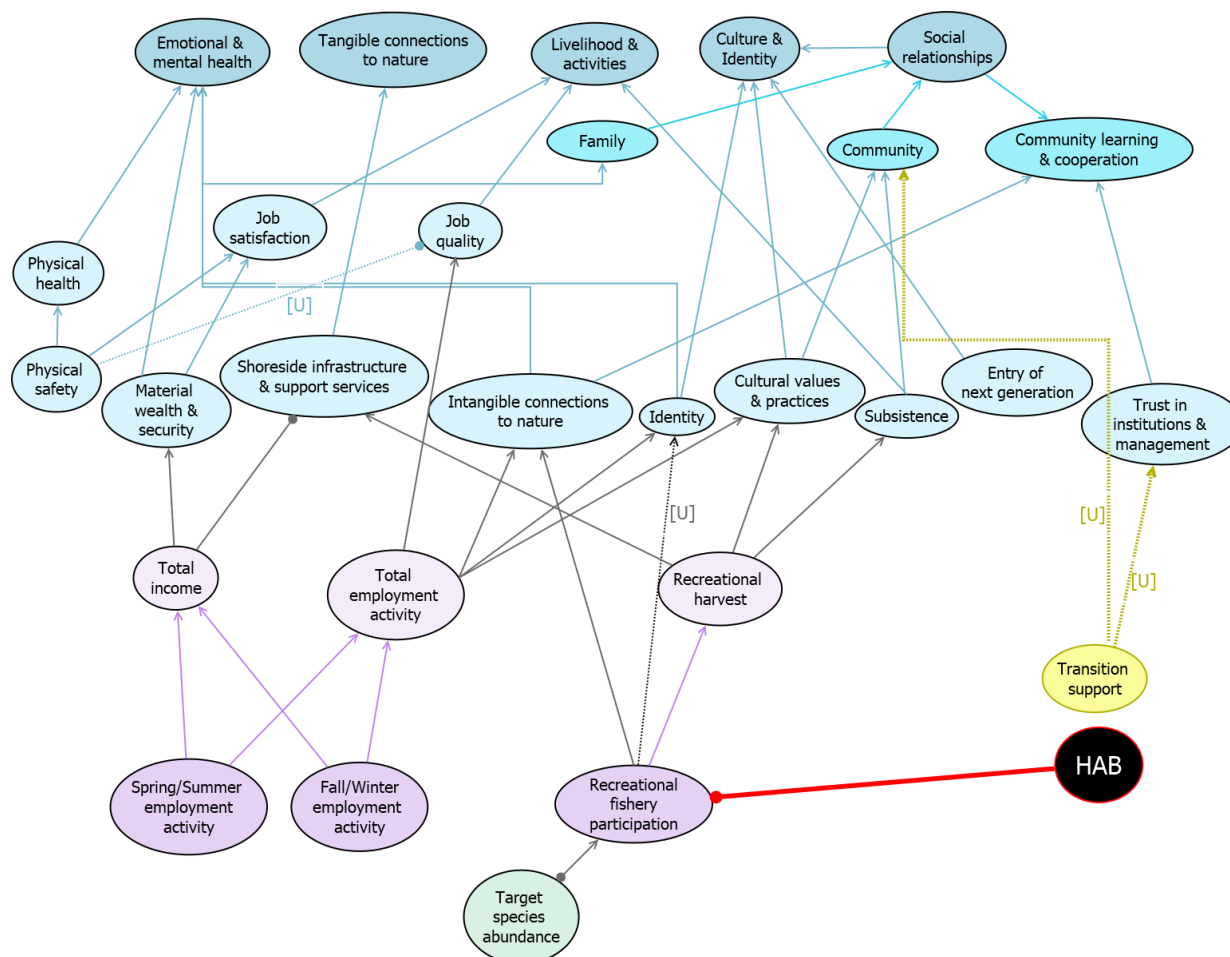 Emotional &
mental health
Tangible connections
to nature
Livelihood &
activities
Culture &
Identity
Social
relationships
Family
Community
Community learning
& cooperation
Job
satisfaction
Job
quality
Physical
health
[U]
Physical
safety
Material
wealth &
security
Shoreside infrastructure
& support services
Intangible connections
to nature
Identity
Cultural values
& practices
Subsistence
Entry of
next generation
Trust in
institutions &
management
[U]
[U]
[U]
Total
income
Total
employment
activity
Recreational
harvest
Transition
support
HAB
Spring/Summer
employment
activity
Fall/Winter
employment
activity
Recreational
fishery
participation
Target
species
abundance